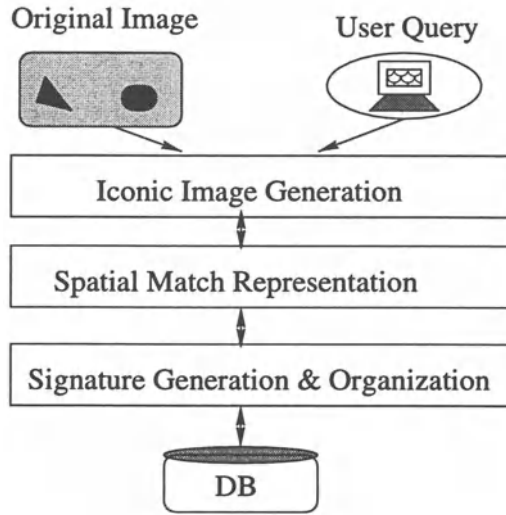 Original Image
User Query
Iconic Image Generation
Spatial Match Representation
Signature Generation & Organization
DB